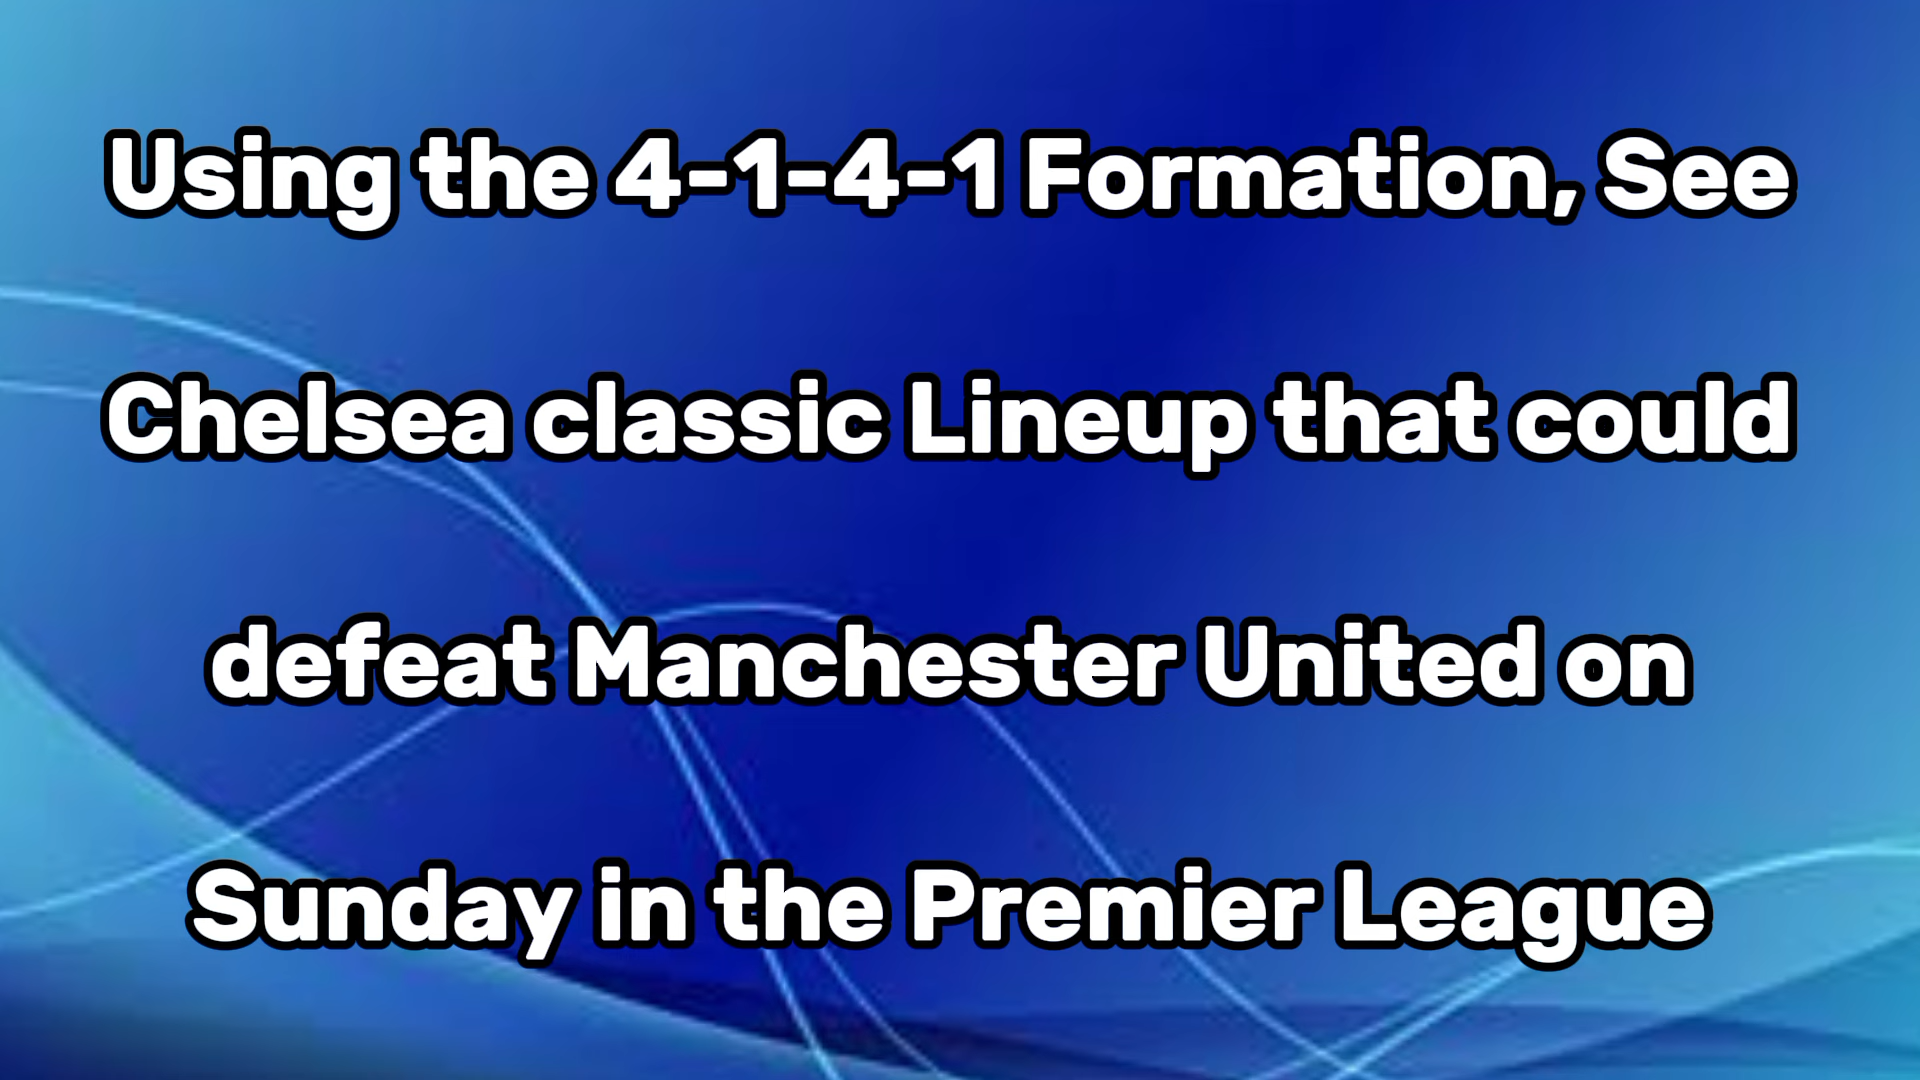 Using the 4-1-4-1 Formation, See
Chelsea classic Lineup that could
defeat Manchester United on
Sunday in the Premier League